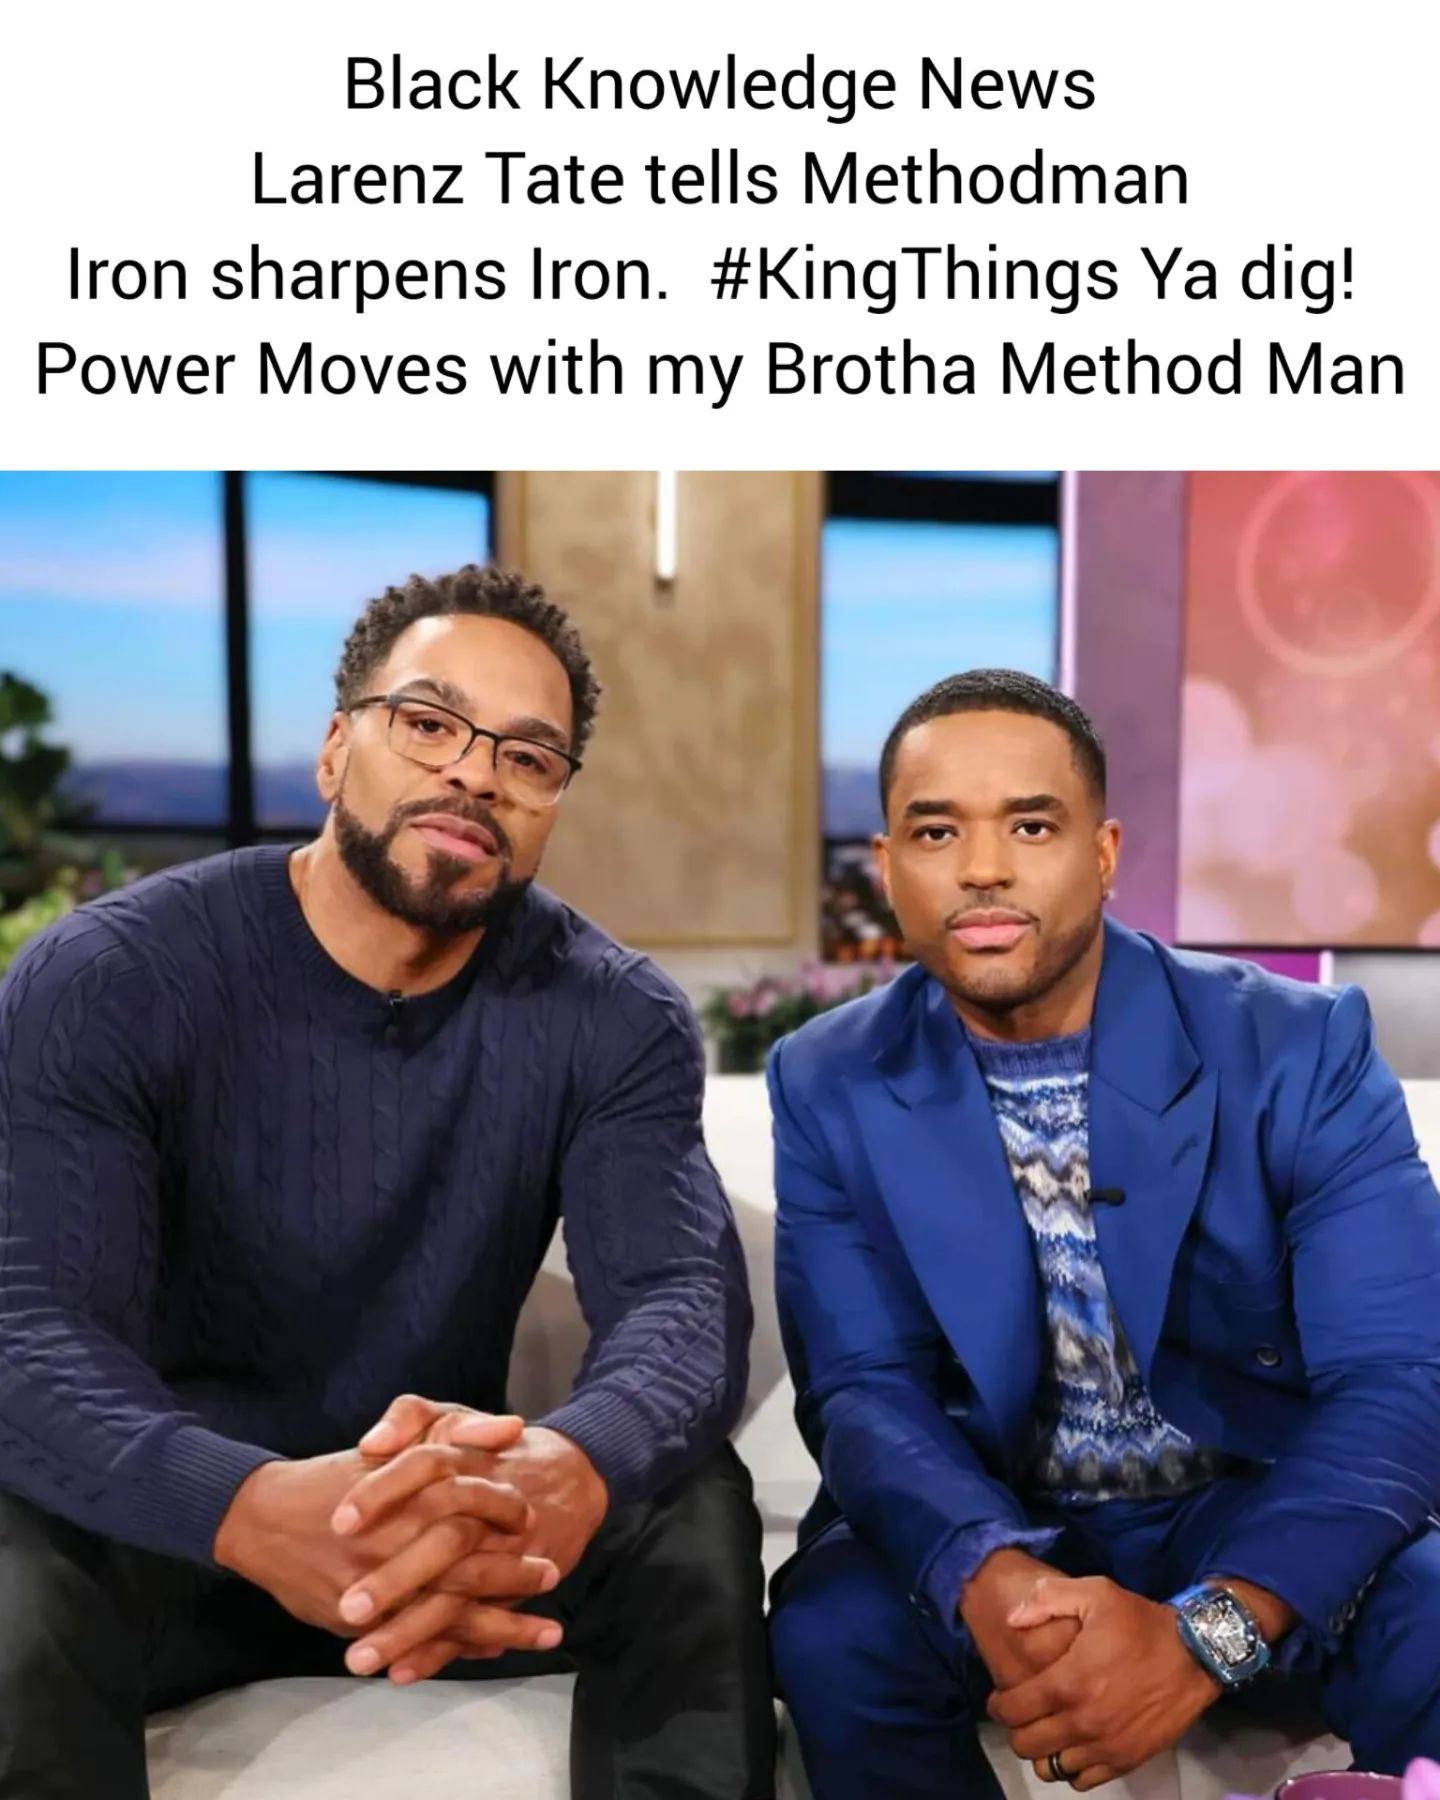 Black Knowledge News
Larenz Tate tells Methodman
Iron sharpens Iron.  #KingThings Ya dig!
Power Moves with my Brotha Method Man